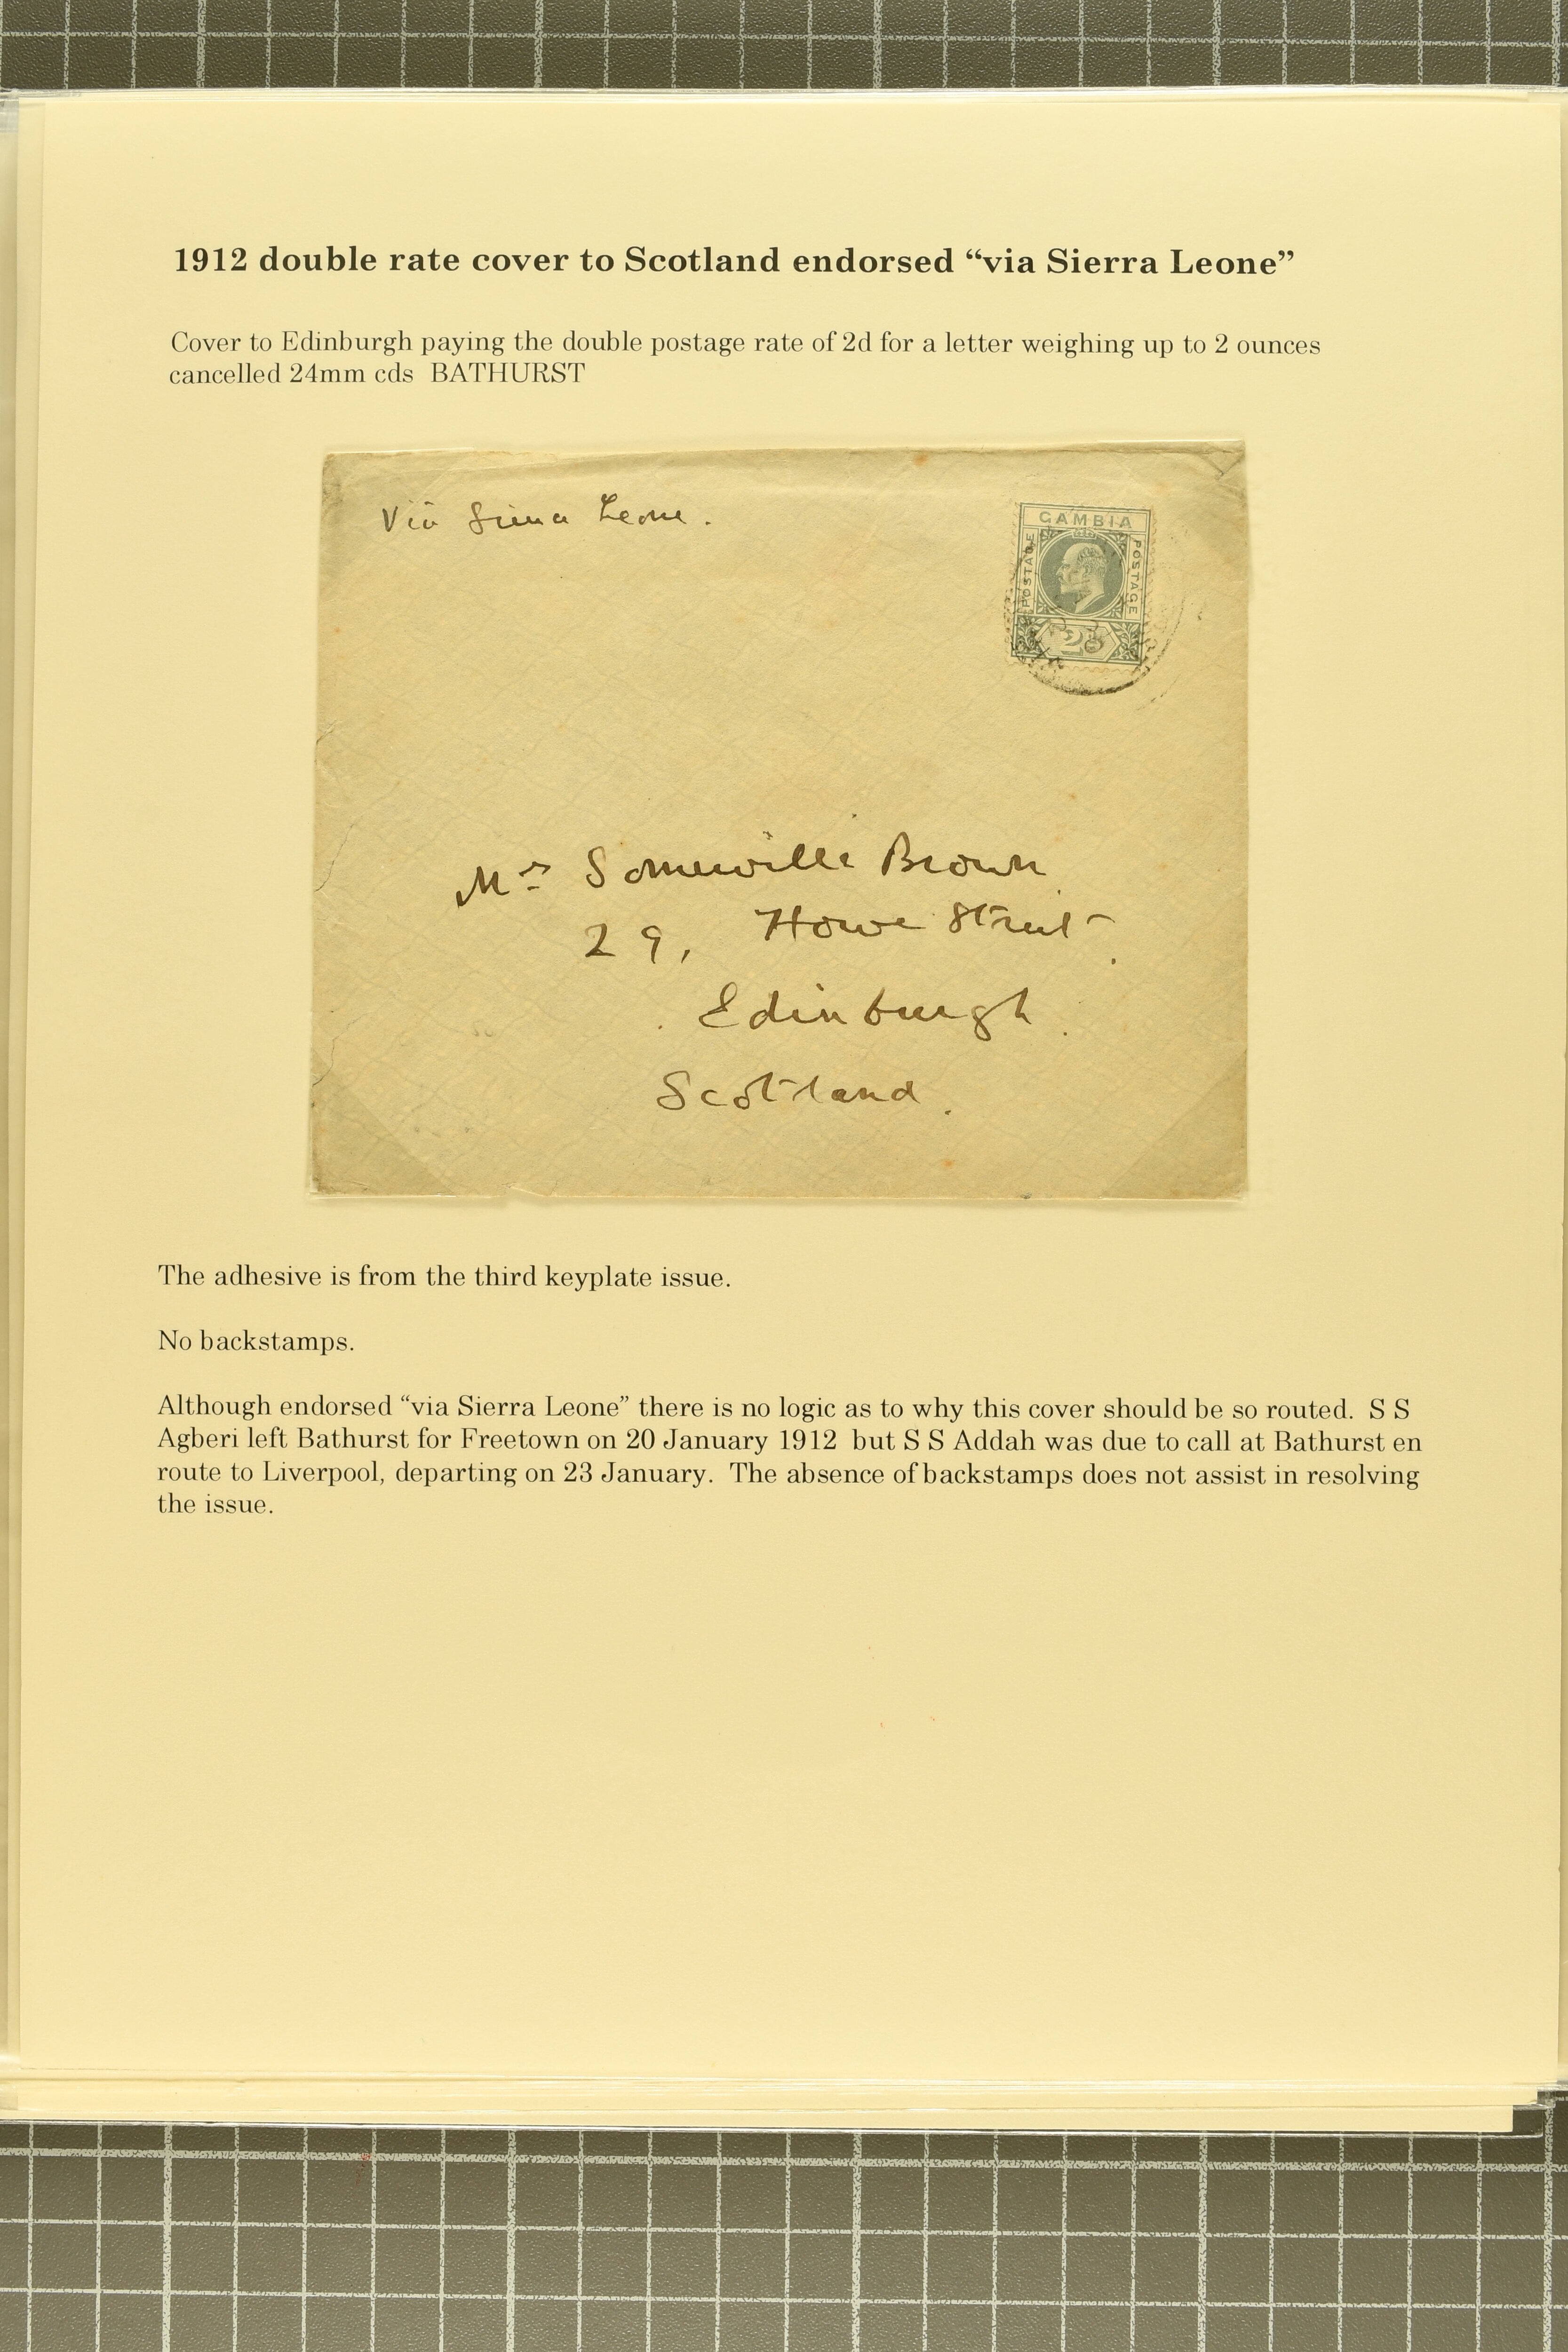 1912 double rate cover to Scotland endorsed “via Sierra Leone”
Cover to Edinburgh paying the double postage rate of 2d for a letter weighing up to 2 ounces
cancelled 24mm cds BATHURST
Via Sierra Leone.
GAMBIA
POSTAGE
POSTAGE
2d
Mrs Somerville Brown
29, Howe Street
Edinburgh
Scotland.
The adhesive is from the third keyplate issue.
No backstamps.
Although endorsed “via Sierra Leone” there is no logic as to why this cover should be so routed. S S
Agberi left Bathurst for Freetown on 20 January 1912 but S S Addah was due to call at Bathurst en
route to Liverpool, departing on 23 January. The absence of backstamps does not assist in resolving
the issue.